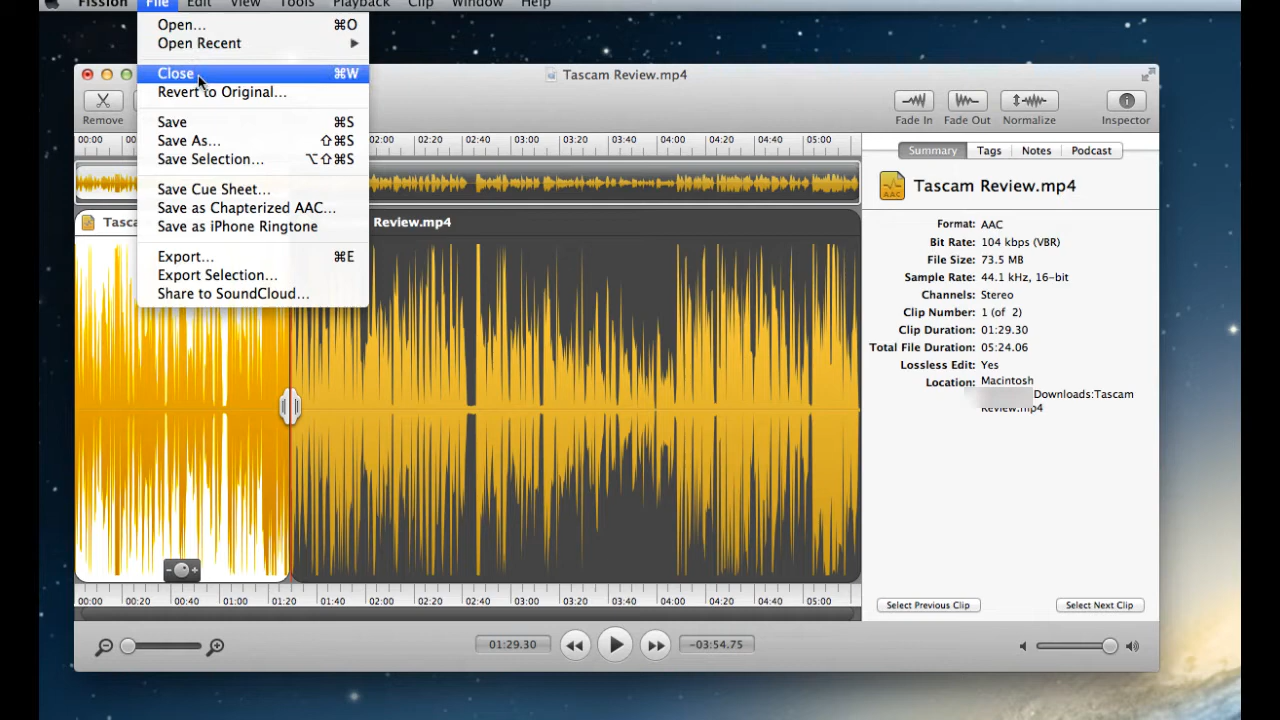 Fission File Edit View Tools Playback Clip Window Help
Open... ⌘O
Open Recent ▶
Close ⌘W
Revert to Original...
Save ⌘S
Save As... ⇧⌘S
Save Selection... ⌥⇧⌘S
Save Cue Sheet...
Save as Chapterized AAC...
Save as iPhone Ringtone
Export... ⌘E
Export Selection...
Share to SoundCloud...
Tascam Review.mp4
Remove
Fade In Fade Out Normalize Inspector
00:00 02:00 02:20 02:40 03:00 03:20 03:40 04:00 04:20 04:40 05:00
Review.mp4
Summary Tags Notes Podcast
AAC
Tascam Review.mp4
Format: AAC
Bit Rate: 104 kbps (VBR)
File Size: 73.5 MB
Sample Rate: 44.1 kHz, 16-bit
Channels: Stereo
Clip Number: 1 (of 2)
Clip Duration: 01:29.30
Total File Duration: 05:24.06
Lossless Edit: Yes
Location: Macintosh
Downloads:Tascam
Review.mp4
00:00 00:20 00:40 01:00 01:20 02:00 02:20 02:40 03:00 03:20 03:40 04:00 04:20 04:40 05:00
Select Previous Clip Select Next Clip
01:29.30 -03:54.75